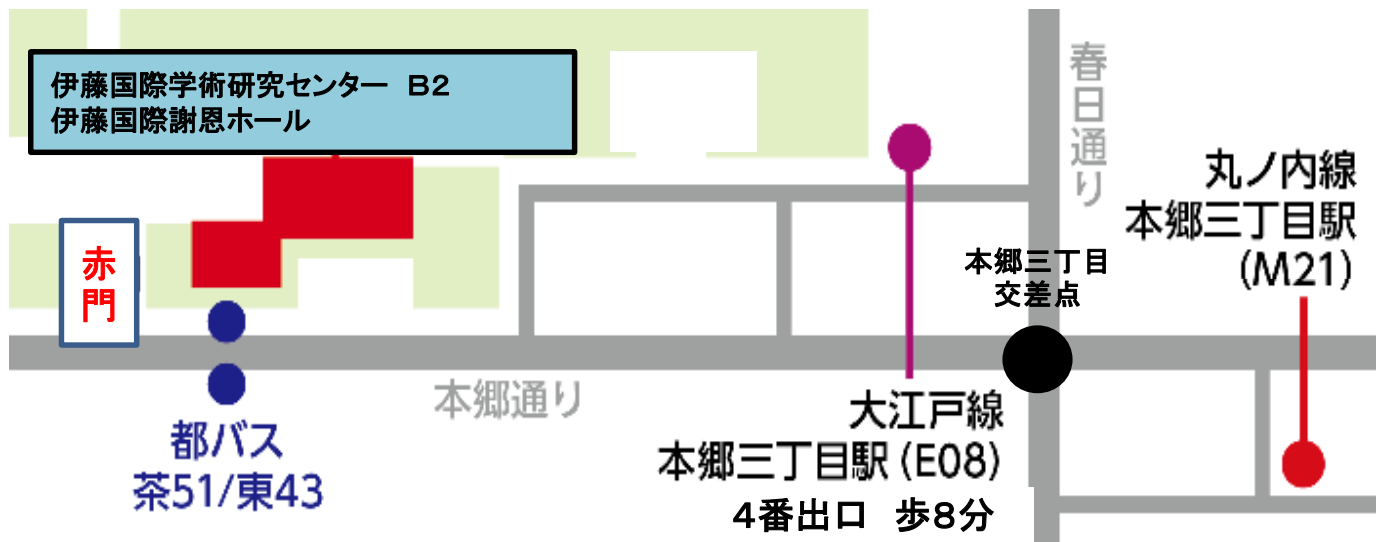 伊藤国際学術研究センター　B2
伊藤国際謝恩ホール
赤
門
都バス
茶51/東43
本郷通り
春日通り
本郷三丁目
交差点
丸ノ内線
本郷三丁目駅
(M21)
大江戸線
本郷三丁目駅(E08)
4番出口　歩8分